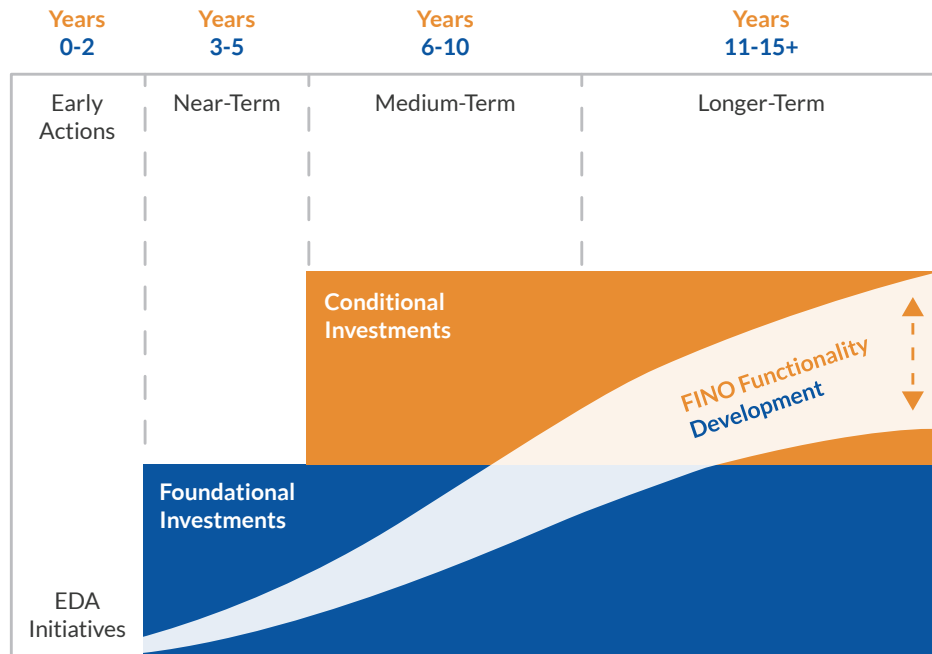 Years
0-2
Years
3-5
Years
6-10
Years
11-15+
Early
Actions
Near-Term
Medium-Term
Longer-Term
Conditional
Investments
FINO Functionality
Development
Foundational
Investments
EDA
Initiatives